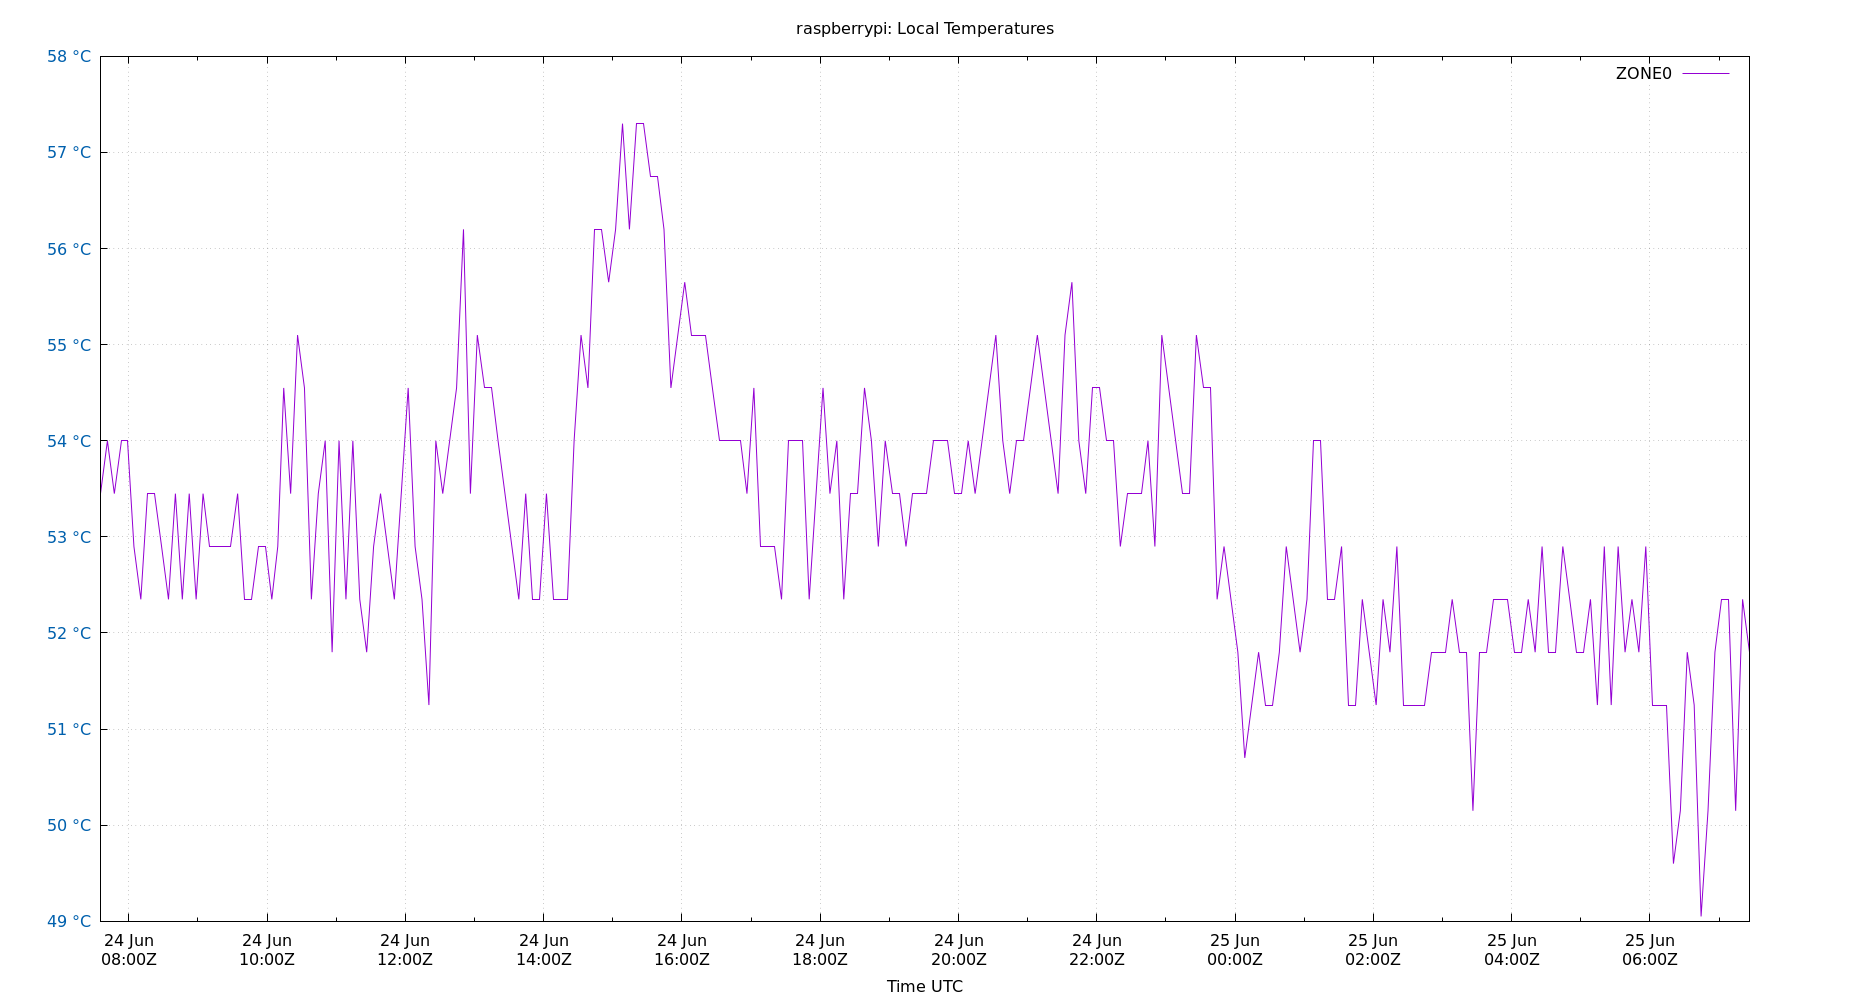 raspberrypi: Local Temperatures
58 °C
ZONE0
57 °C
56 °C
55 °C
54 °C
53 °C
52 °C
51 °C
50 °C
49 °C
24 Jun 24 Jun 24 Jun 24 Jun 24 Jun 24 Jun 24 Jun 24 Jun 25 Jun 25 Jun 25 Jun 25 Jun
08:00Z 10:00Z 12:00Z 14:00Z 16:00Z 18:00Z 20:00Z 22:00Z 00:00Z 02:00Z 04:00Z 06:00Z
Time UTC